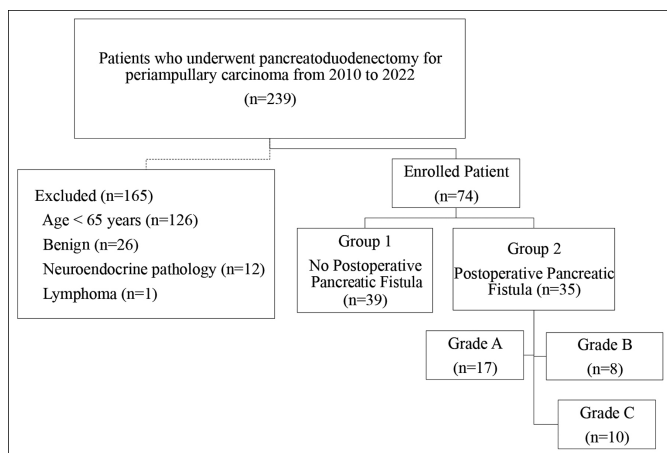 Patients who underwent pancreatoduodenectomy for
periampullary carcinoma from 2010 to 2022
(n=239)
Excluded (n=165)
Age < 65 years (n=126)
Benign (n=26)
Neuroendocrine pathology (n=12)
Lymphoma (n=1)
Enrolled Patient
(n=74)
Group 1
No Postoperative
Pancreatic Fistula
(n=39)
Group 2
Postoperative Pancreatic
Fistula (n=35)
Grade A
(n=17)
Grade B
(n=8)
Grade C
(n=10)